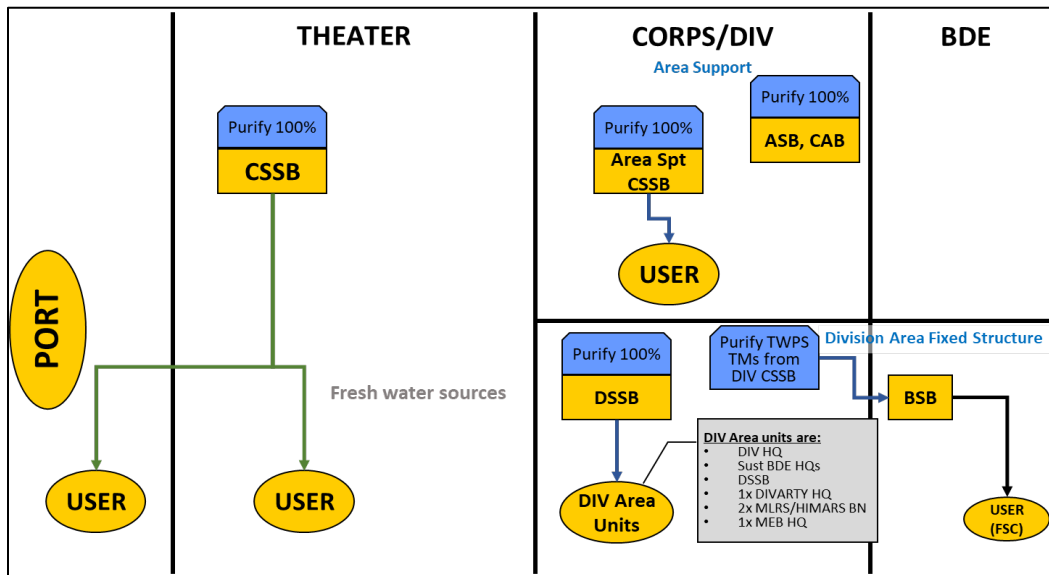 THEATER
CORPS/DIV
BDE
Area Support
Purify 100%
CSSB
Purify 100%
Area Spt
CSSB
Purify 100%
ASB, CAB
USER
PORT
Fresh water sources
USER
USER
Division Area Fixed Structure
Purify 100%
DSSB
Purify TWPS
TMs from
DIV CSSB
BSB
DIV Area
Units
DIV Area units are:
• DIV HQ
• Sust BDE HQs
• DSSB
• 1x DIVARTY HQ
• 2x MLRS/HIMARS BN
• 1x MEB HQ
USER
(FSC)